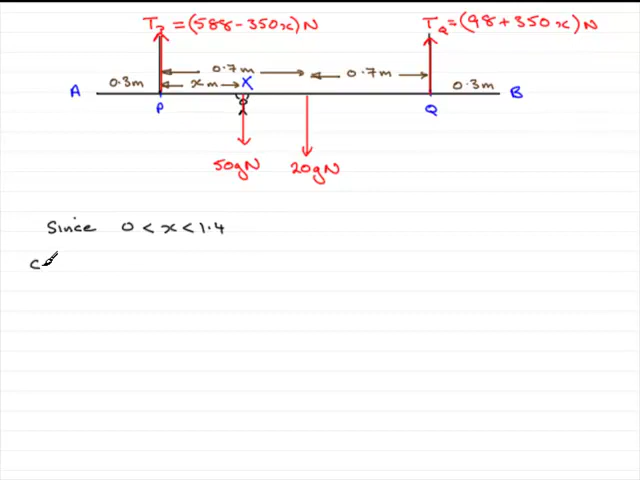 T_P = (588 - 350x) N
T_Q = (98 + 350x) N
0.7m
0.7m
0.3m
x m
X
0.3m
A
B
P
Q
50gN
20gN
Since 0 < x < 1.4